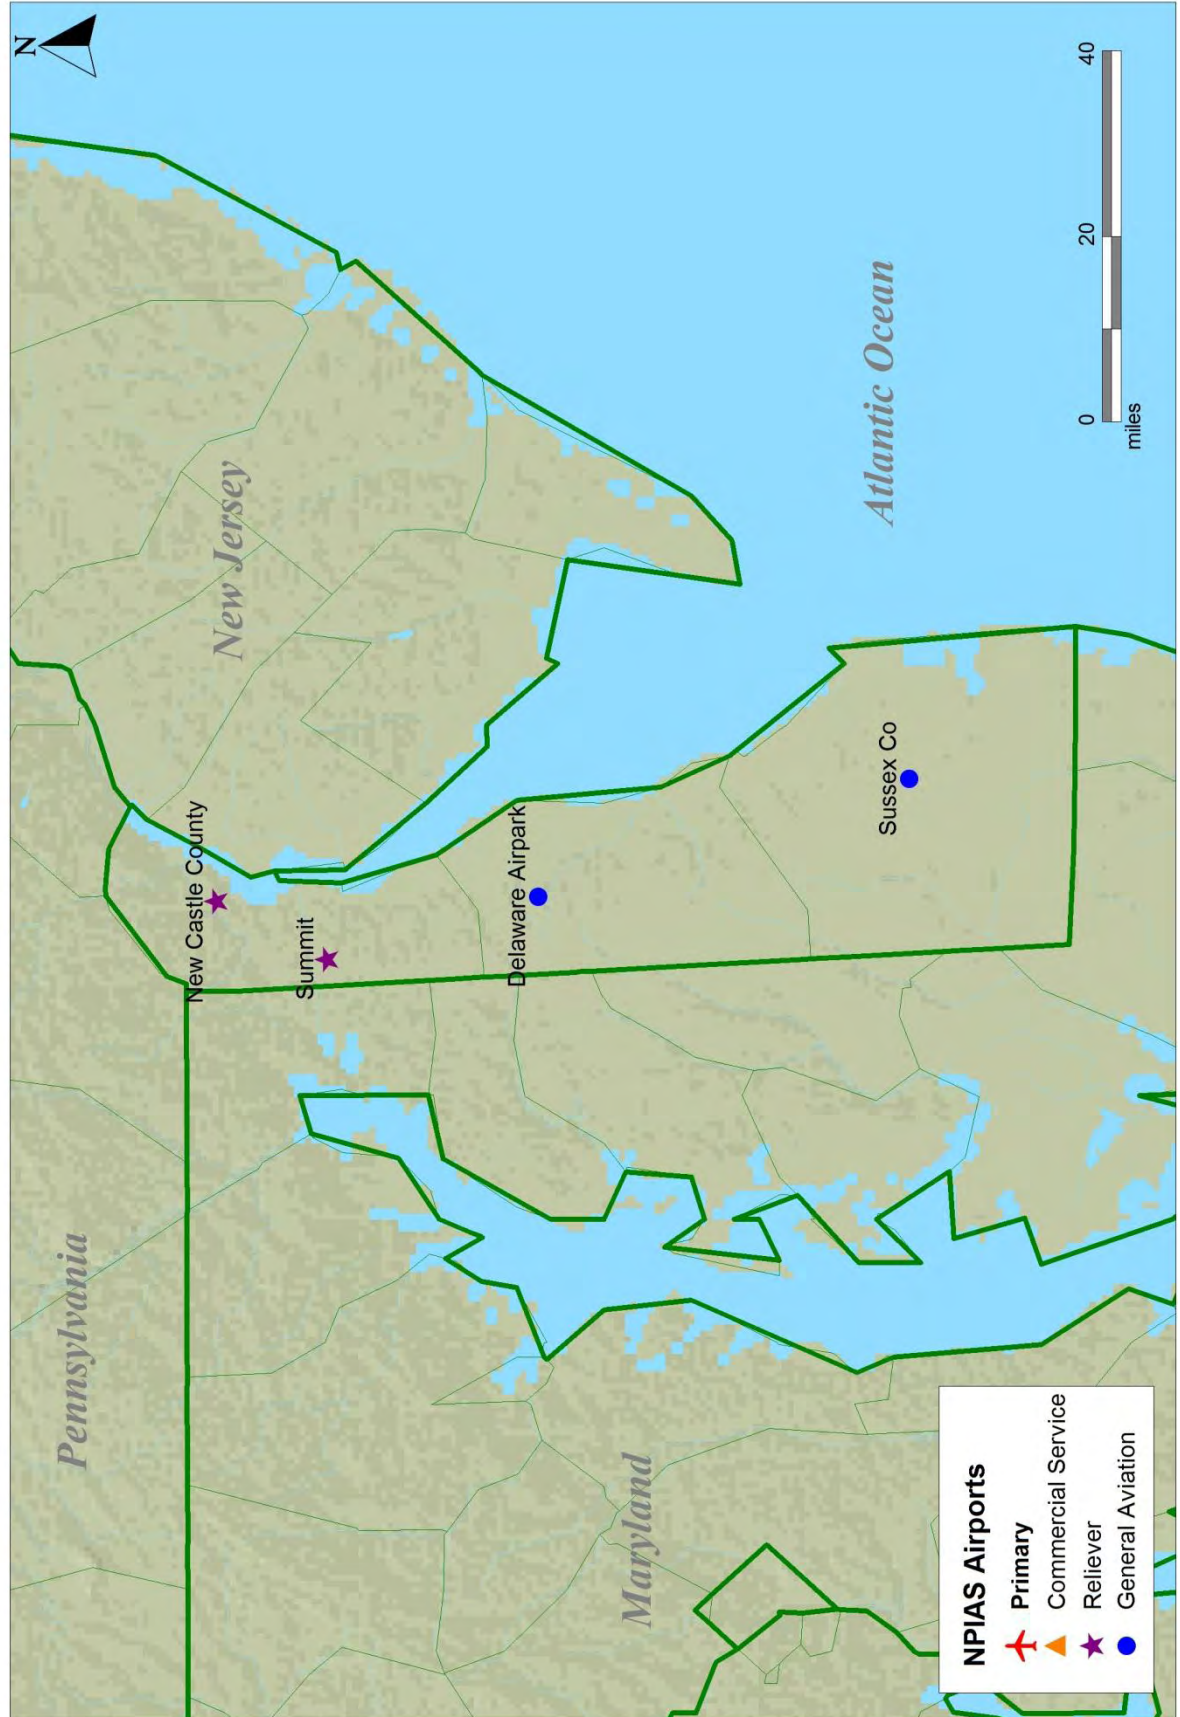 N
Pennsylvania
New Jersey
New Castle County
Summit
Delaware Airpark
Maryland
Sussex Co
Atlantic Ocean
NPIAS Airports
Primary
Commercial Service
Reliever
General Aviation
0 20 40
miles